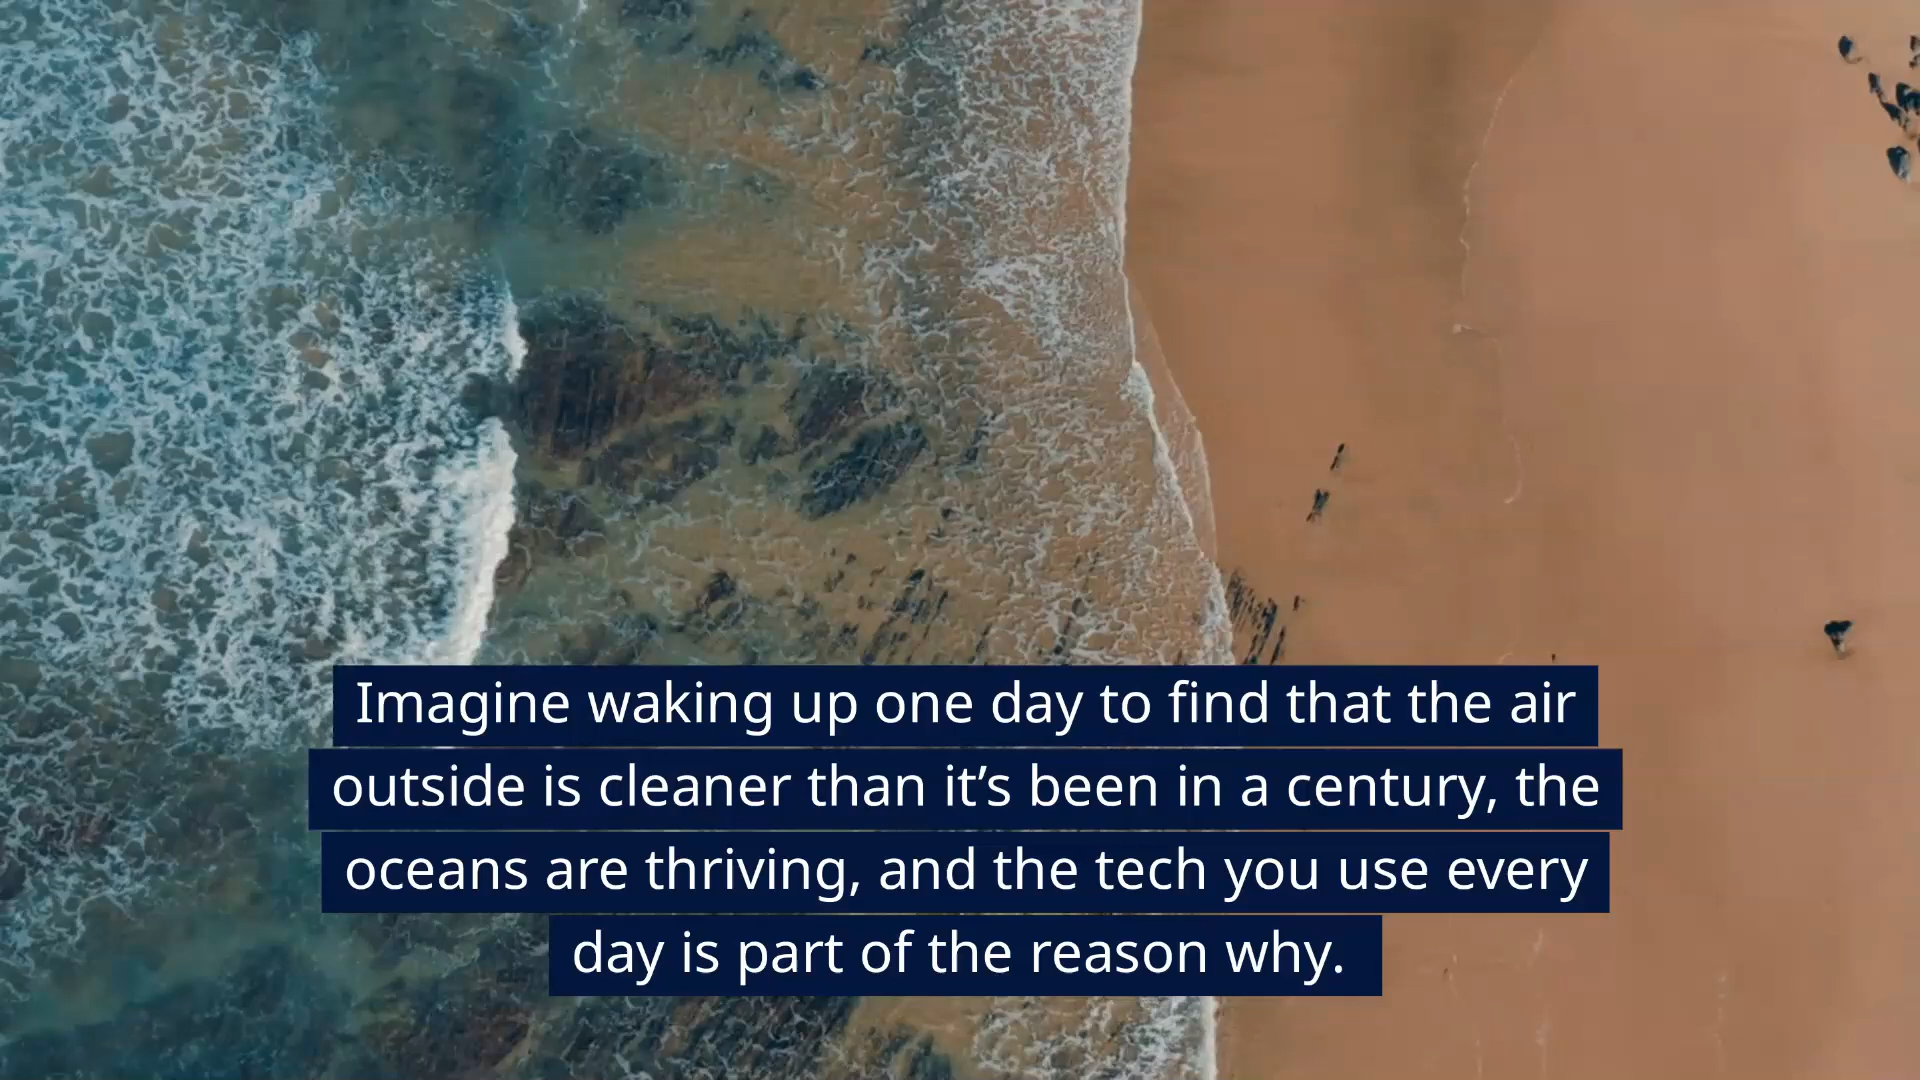 Imagine waking up one day to find that the air
outside is cleaner than it’s been in a century, the
oceans are thriving, and the tech you use every
day is part of the reason why.